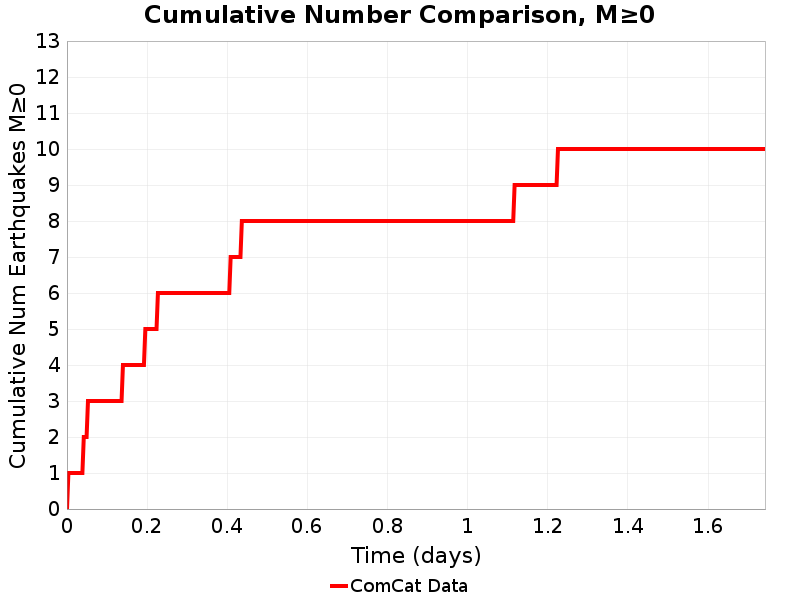 Cumulative Number Comparison, M≥0
Cumulative Num Earthquakes M≥0
13
12
11
10
9
8
7
6
5
4
3
2
1
0
0 0.2 0.4 0.6 0.8 1 1.2 1.4 1.6
Time (days)
ComCat Data